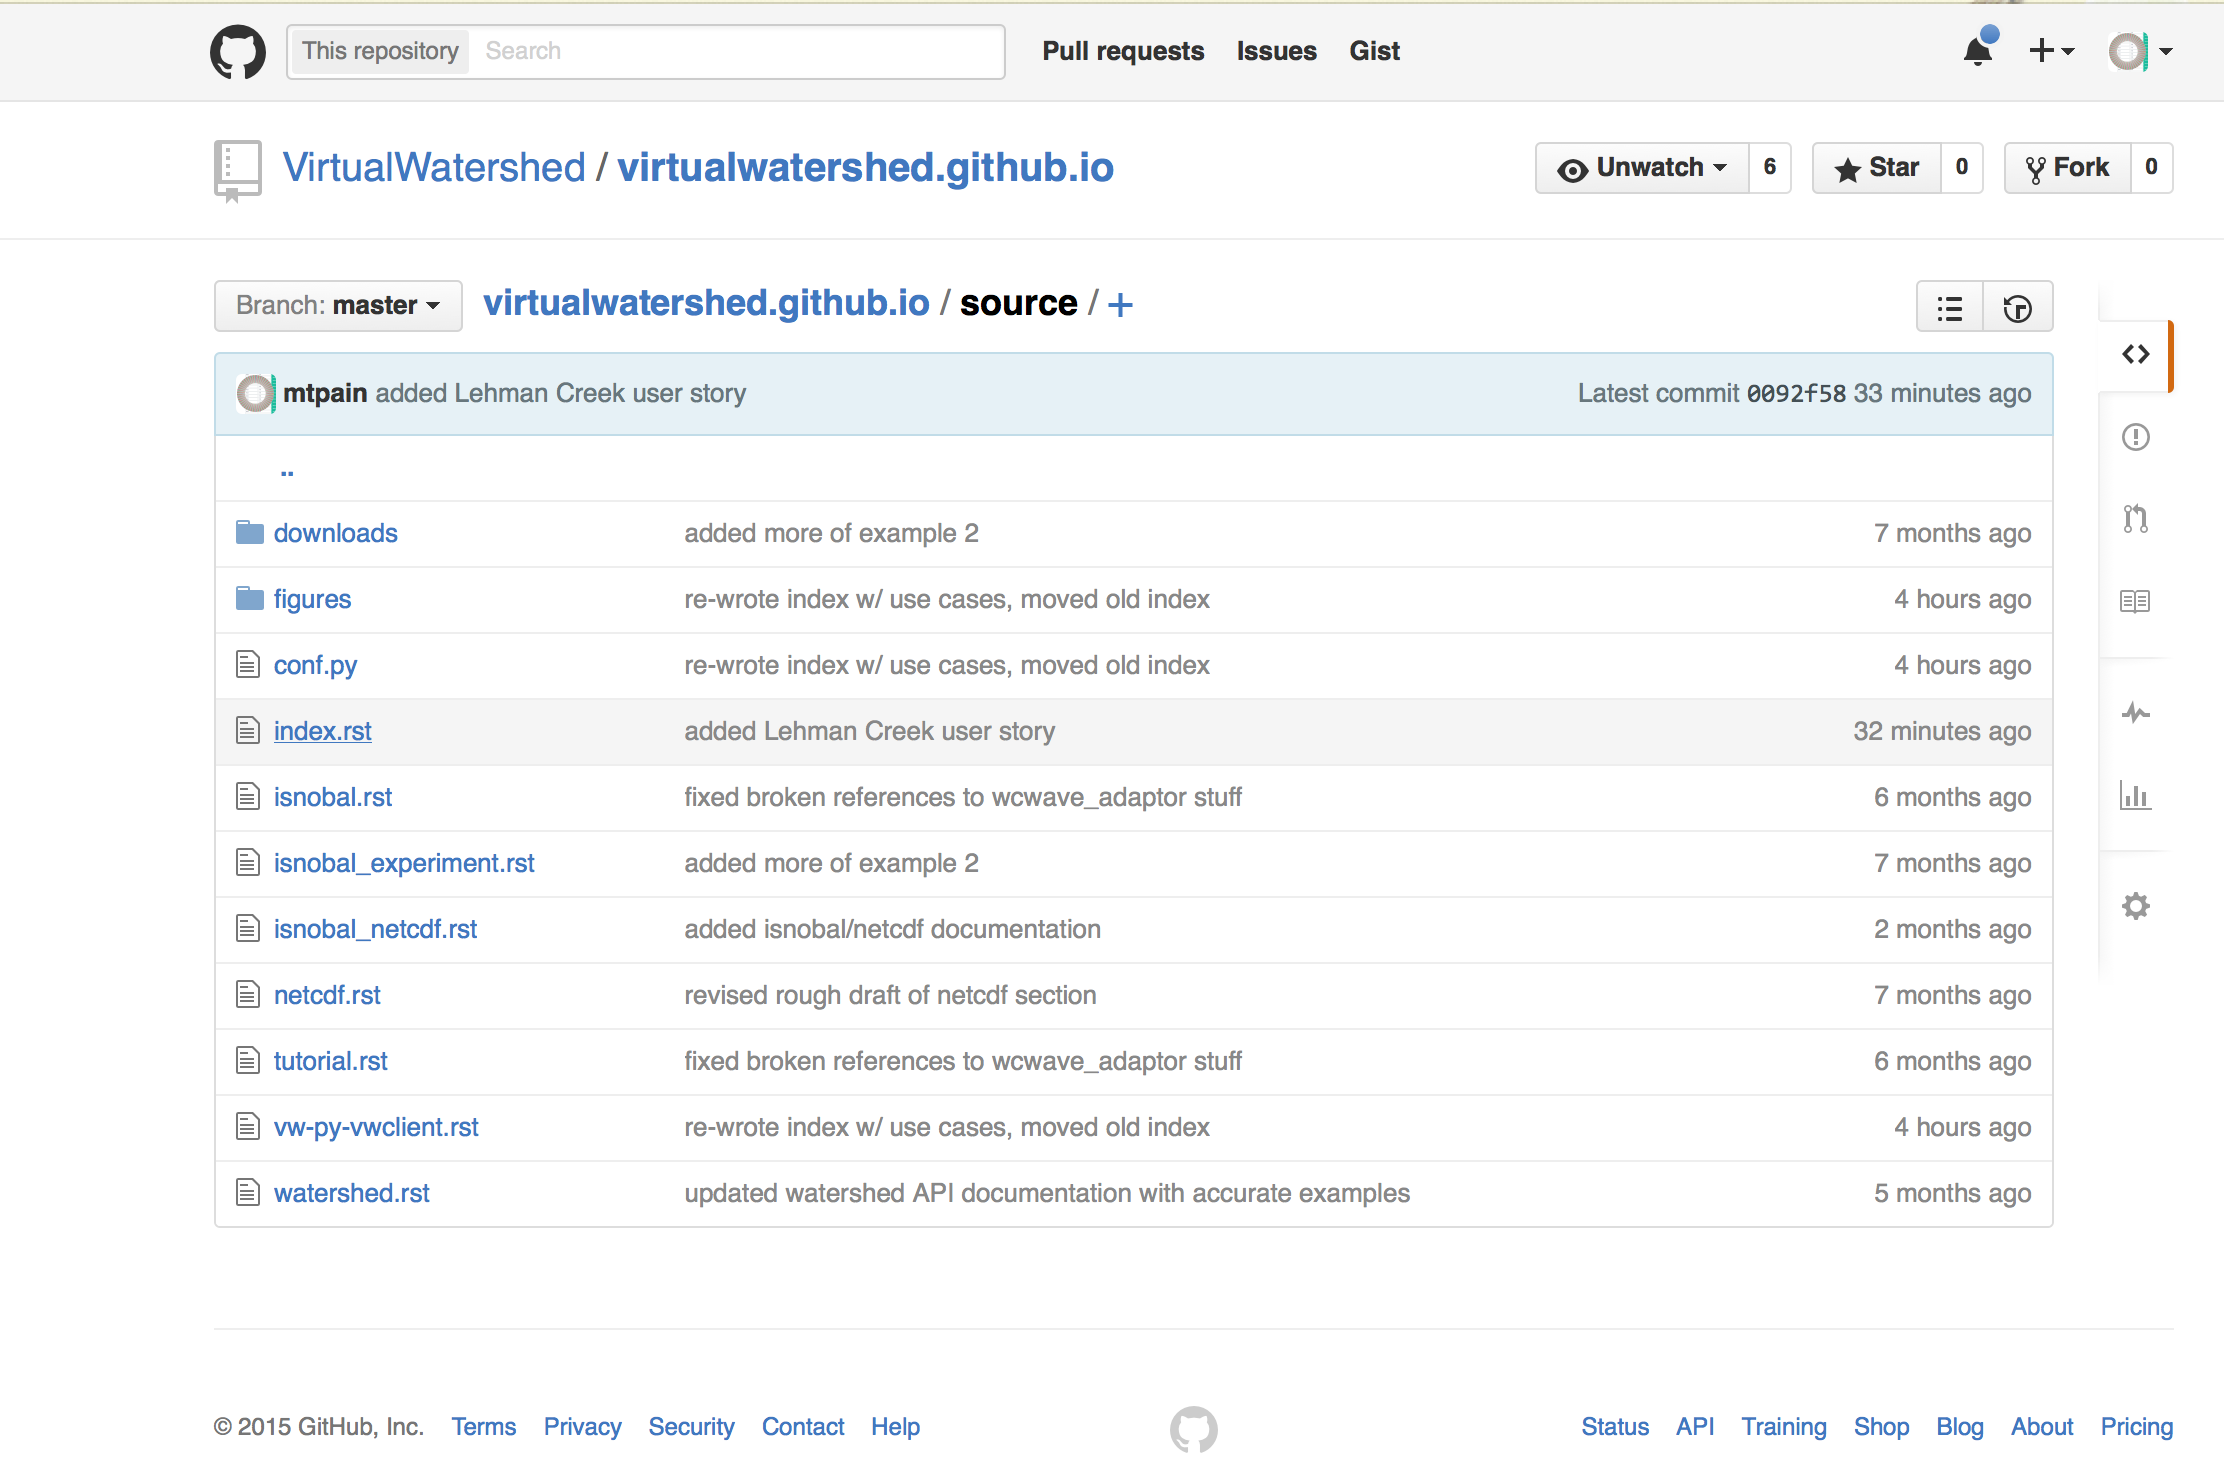 This repository Search Pull requests Issues Gist
VirtualWatershed / virtualwatershed.github.io Unwatch 6 Star 0 Fork 0
Branch: master virtualwatershed.github.io / source / +
mtpain added Lehman Creek user story Latest commit 0092f58 33 minutes ago
..
downloads added more of example 2 7 months ago
figures re-wrote index w/ use cases, moved old index 4 hours ago
conf.py re-wrote index w/ use cases, moved old index 4 hours ago
index.rst added Lehman Creek user story 32 minutes ago
isnobal.rst fixed broken references to wcwave_adaptor stuff 6 months ago
isnobal_experiment.rst added more of example 2 7 months ago
isnobal_netcdf.rst added isnobal/netcdf documentation 2 months ago
netcdf.rst revised rough draft of netcdf section 7 months ago
tutorial.rst fixed broken references to wcwave_adaptor stuff 6 months ago
vw-py-vwclient.rst re-wrote index w/ use cases, moved old index 4 hours ago
watershed.rst updated watershed API documentation with accurate examples 5 months ago
© 2015 GitHub, Inc. Terms Privacy Security Contact Help Status API Training Shop Blog About Pricing